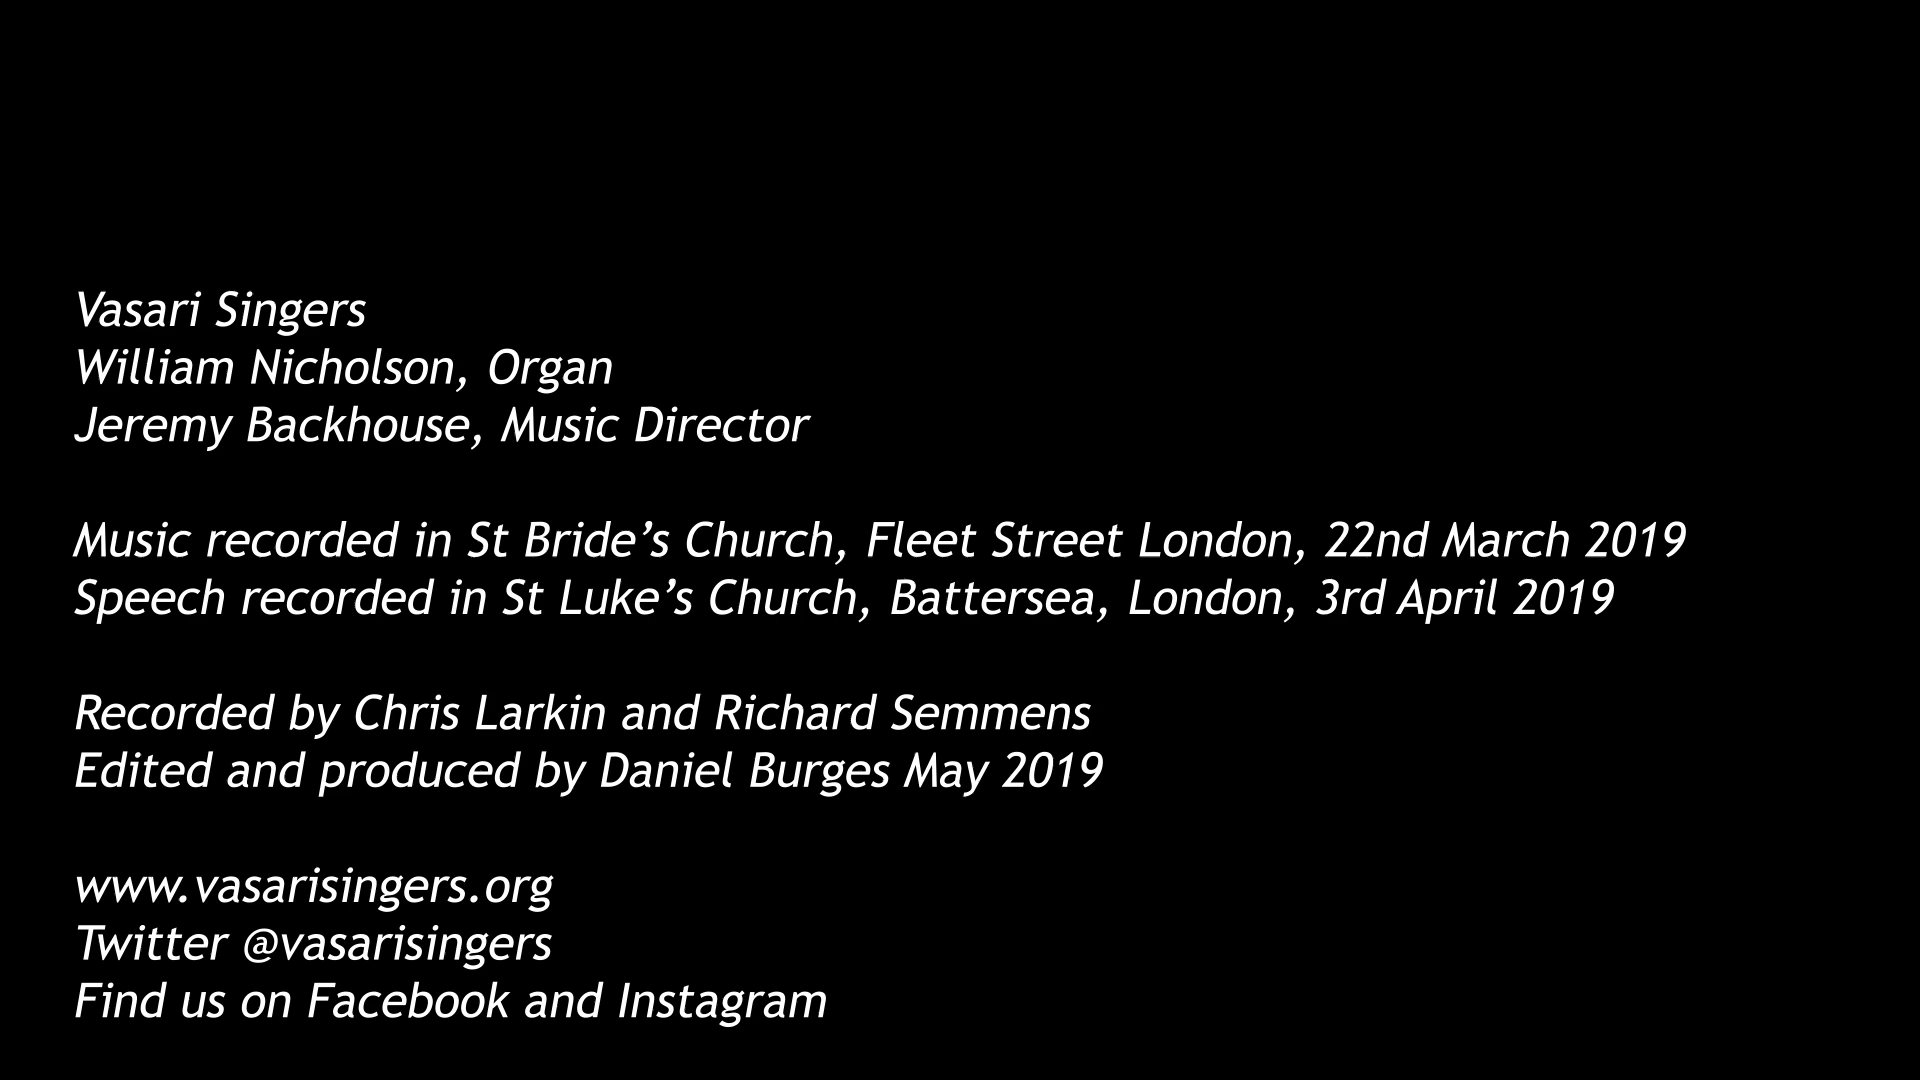 Vasari Singers
William Nicholson, Organ
Jeremy Backhouse, Music Director
Music recorded in St Bride’s Church, Fleet Street London, 22nd March 2019
Speech recorded in St Luke’s Church, Battersea, London, 3rd April 2019
Recorded by Chris Larkin and Richard Semmens
Edited and produced by Daniel Burges May 2019
www.vasarisingers.org
Twitter @vasarisingers
Find us on Facebook and Instagram